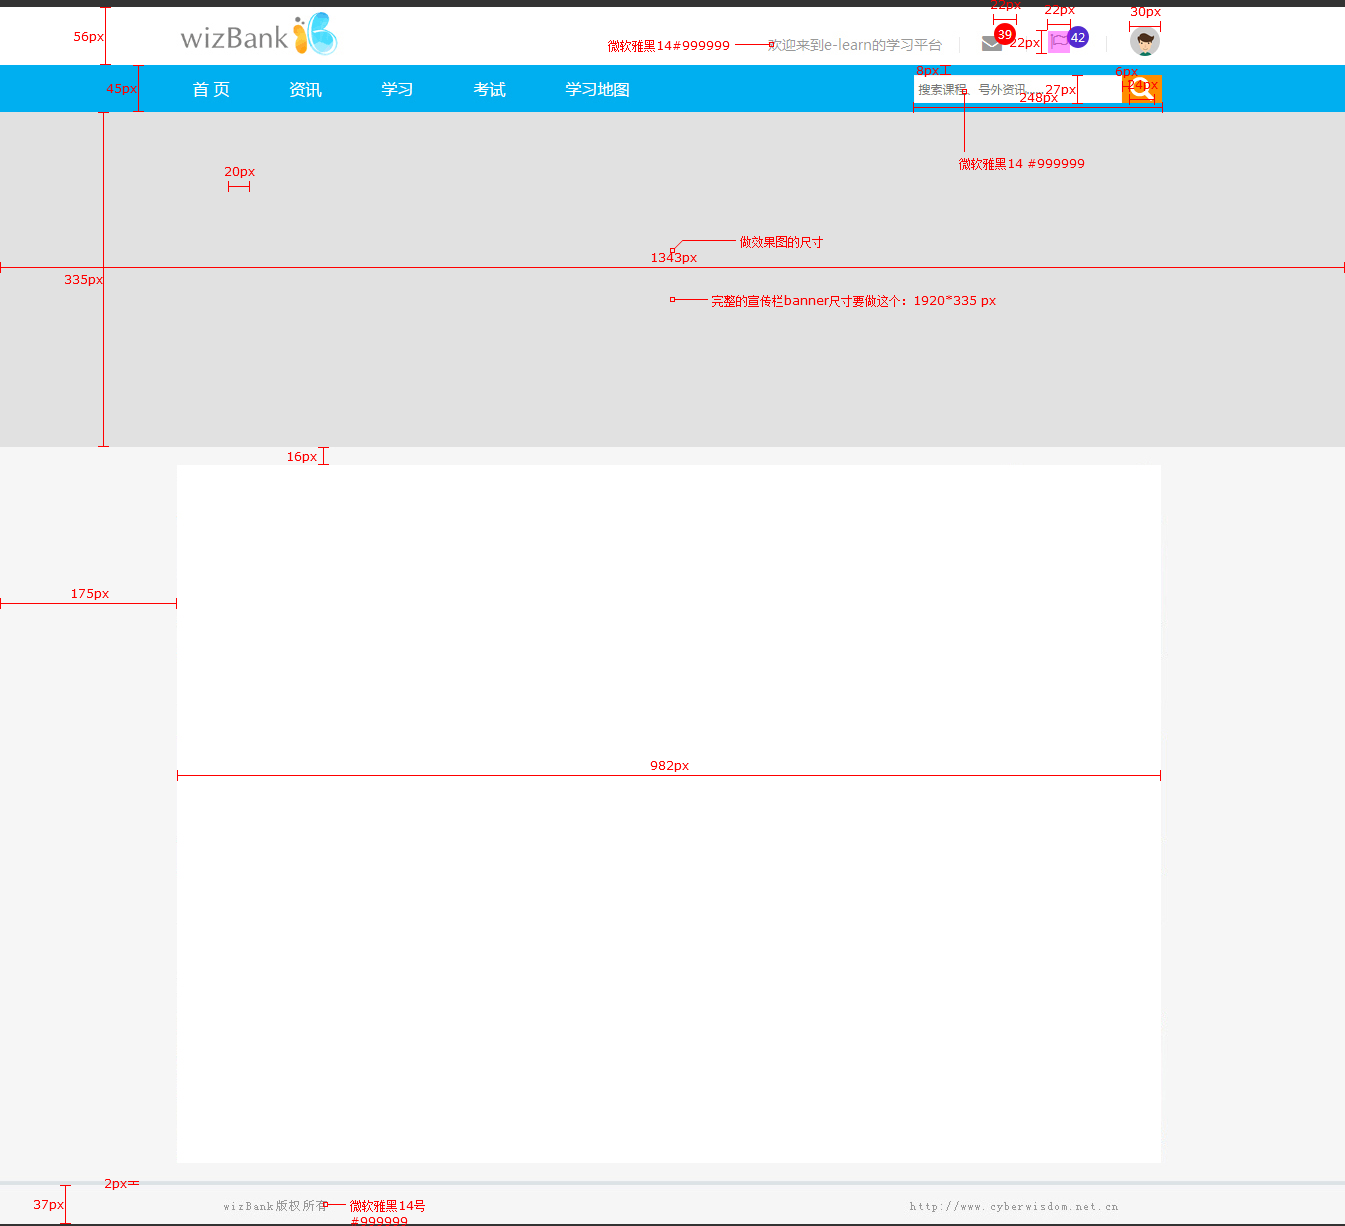 22px
22px
30px
56px
wizBank
微软雅黑14#999999
欢迎来到e-learn的学习平台
39
22px
42
45px
首 页
资讯
学习
考试
学习地图
8px
6px
搜索课程、号外资讯......
27px
24px
248px
微软雅黑14 #999999
20px
做效果图的尺寸
1343px
335px
完整的宣传栏banner尺寸要做这个：1920*335 px
16px
175px
982px
2px
37px
wizBank版权所有
微软雅黑14号
#999999
http://www.cyberwisdom.net.cn